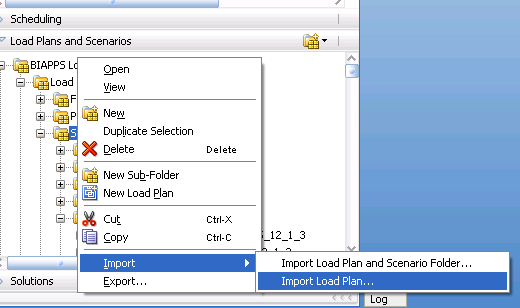 Scheduling
Load Plans and Scenarios
BIAPPS Lo
Load
F
P
S
Open
View
New
Duplicate Selection
Delete Delete
New Sub-Folder
New Load Plan
Cut Ctrl-X
Copy Ctrl-C
_12_1_3
Import
Import Load Plan and Scenario Folder...
Export...
Import Load Plan...
Solutions
Log